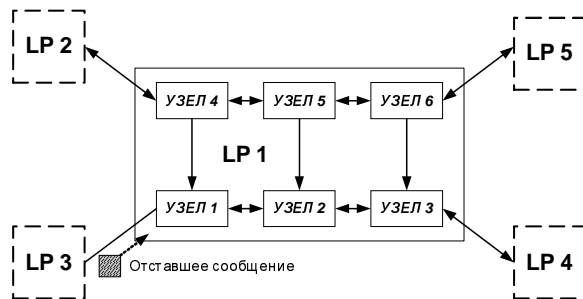 LP 2
LP 5
УЗЕЛ 4
УЗЕЛ 5
УЗЕЛ 6
LP 1
УЗЕЛ 1
УЗЕЛ 2
УЗЕЛ 3
LP 3
LP 4
Отставшее сообщение